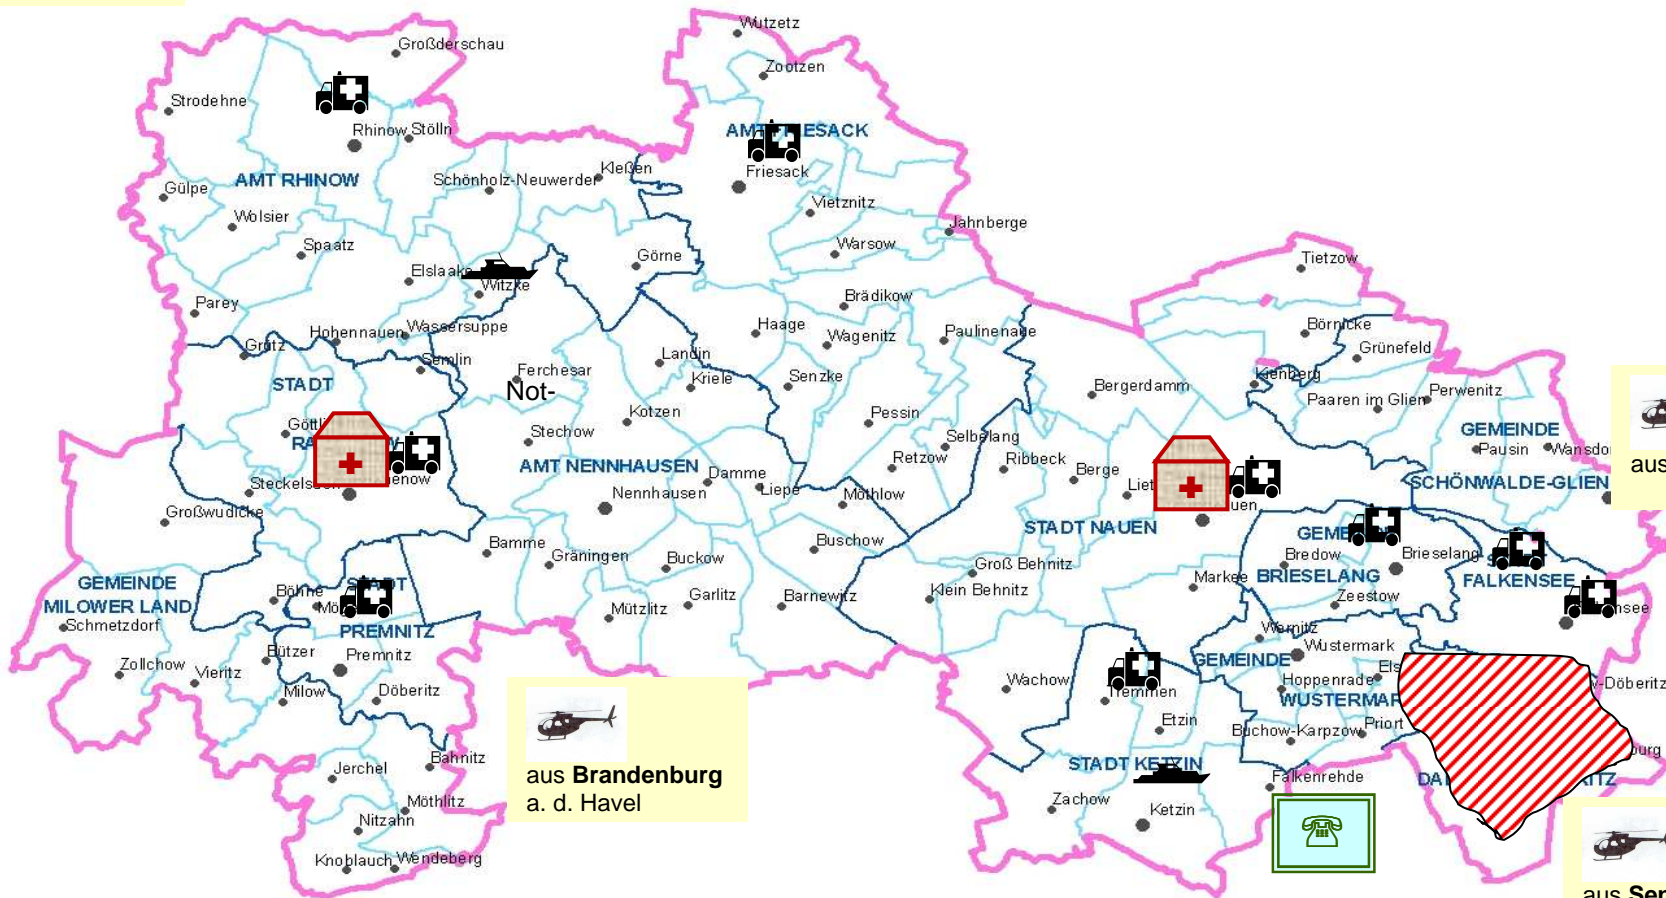 Wutzetz
Großderschau
Zootzen
Strodehne
Rhinow
Stölln
Friesack
Kleßen
AMT RHINOW
Schönholz-Neuwerder
Gülpe
Vietznitz
Wolsier
Jahnberge
Spaatz
Warsow
Görne
Tietzow
Elslaake
Witzke
Parey
Brädikow
Hohennauen
Wassersuppe
Haage
Wagenitz
Börnicke
Grütz
Semlin
Landin
Grünefeld
Ferchesar
Kriele
Senzke
Kienberg
Bergerdamm
STADT
Not-
Perwenitz
Paaren im Glien
Kotzen
Pessin
GEMEINDE
Stechow
Selbelang
Pausin
AMT NENNHAUSEN
Retzow
Ribbeck
Berge
aus
Damme
SCHÖNWALDE-GLIEN
Liepe
Nennhausen
Möthlow
Großwudicke
STADT NAUEN
Bamme
Gräningen
Buckow
Buschow
Bredow
Brieselang
Groß Behnitz
BRIESELANG
FALKENSEE
GEMEINDE
Böhne
Markee
Klein Behnitz
MILOWER LAND
Garlitz
Barnewitz
Zeestow
Mützlitz
Schmetzdorf
PREMNITZ
Wernitz
Bützer
Premnitz
Wustermark
Zollchow
Vieritz
GEMEINDE
Hoppenrade
Wachow
Milow
Döberitz
Etzin
Priort
Buchow-Karpzow
Bahnitz
STADT KETZIN
Jerchel
aus Brandenburg
Falkenrehde
a. d. Havel
Möthlitz
Zachow
Ketzin
Nitzahn
Knoblauch
Wendeberg